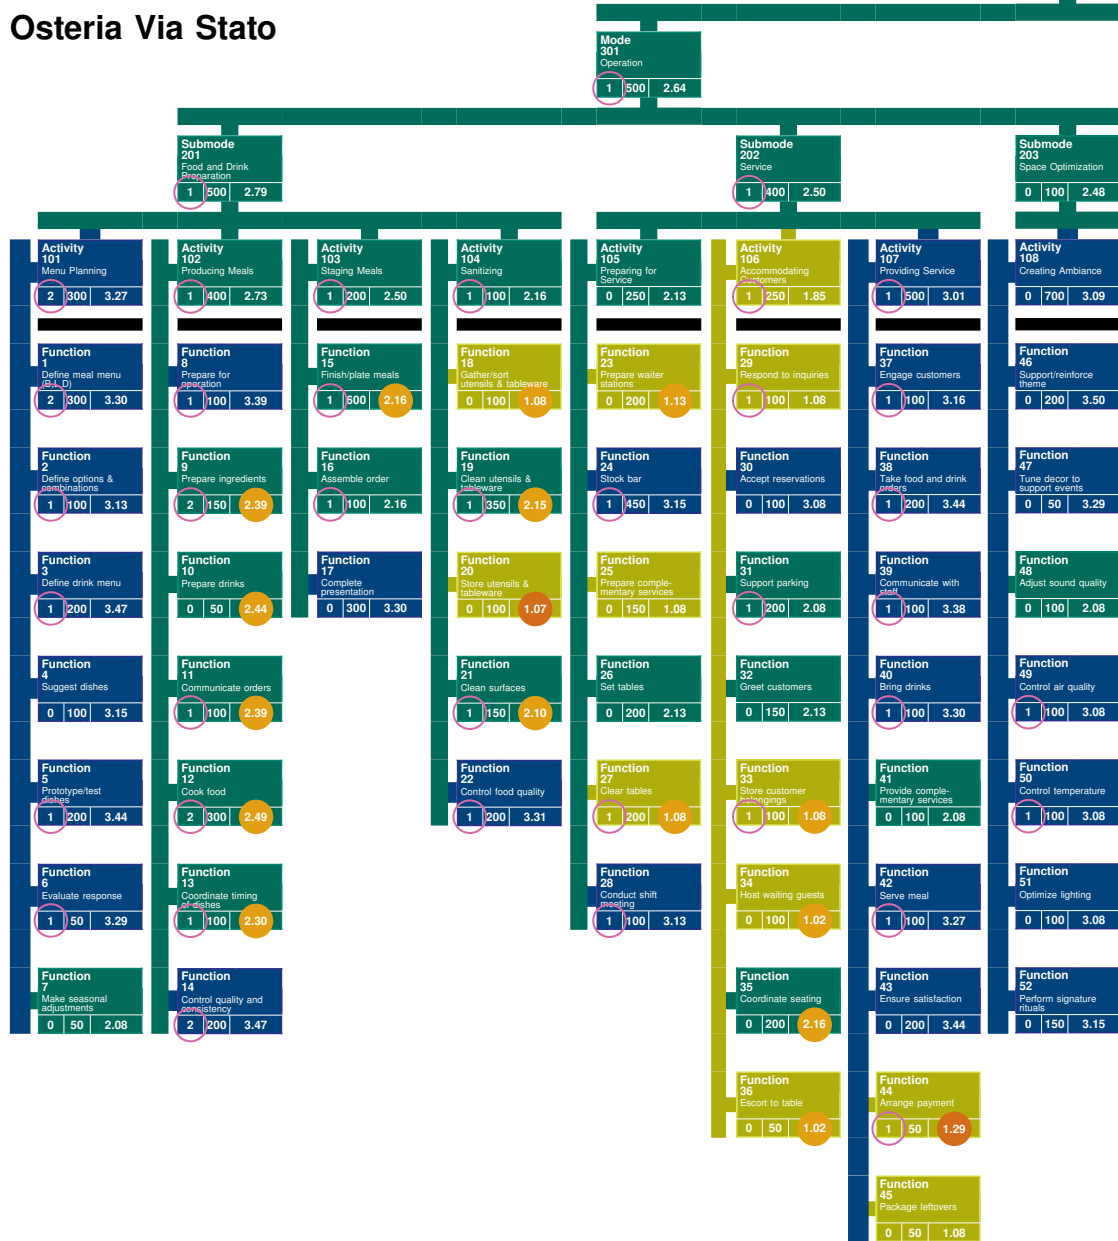 Osteria Via Stato
Mode
301
Operation
1 500 2.64
Submode
201
Food and Drink
Preparation
1 500 2.79
Submode
202
Service
1 400 2.50
Submode
203
Space Optimization
0 100 2.48
Activity
101
Menu Planning
2 300 3.27
Function
1
Define meal menu
(B.L.D)
2 300 3.30
Function
2
Define options &
combinations
1 100 3.13
Function
3
Define drink menu
1 200 3.47
Function
4
Suggest dishes
0 100 3.15
Function
5
Prototype/test
dishes
1 200 3.44
Function
6
Evaluate response
1 50 3.29
Function
7
Make seasonal
adjustments
0 50 2.08
Activity
102
Producing Meals
1 400 2.73
Function
8
Prepare for
operation
1 100 3.39
Function
9
Prepare ingredients
2 150 2.39
Function
10
Prepare drinks
0 50 2.44
Function
11
Communicate orders
1 100 2.39
Function
12
Cook food
2 300 2.49
Function
13
Coordinate timing
of dishes
1 100 2.30
Function
14
Control quality and
consistency
2 200 3.47
Activity
103
Staging Meals
1 200 2.50
Function
15
Finish/plate meals
1 600 2.16
Function
16
Assemble order
1 100 2.16
Function
17
Complete
presentation
0 300 3.30
Activity
104
Sanitizing
1 100 2.16
Function
18
Gather/sort
utensils & tableware
0 100 1.08
Function
19
Clean utensils &
tableware
1 350 2.15
Function
20
Store utensils &
tableware
0 100 1.07
Function
21
Clean surfaces
1 150 2.10
Function
22
Control food quality
1 200 3.31
Activity
105
Preparing for
Service
0 250 2.13
Function
23
Prepare waiter
stations
0 200 1.13
Function
24
Stock bar
1 450 3.15
Function
25
Prepare comple-
mentary services
0 150 1.08
Function
26
Set tables
0 200 2.13
Function
27
Clear tables
1 200 1.08
Function
28
Conduct shift
meeting
1 100 3.13
Activity
106
Accommodating
Customers
1 250 1.85
Function
29
Respond to inquiries
1 100 1.08
Function
30
Accept reservations
0 100 3.08
Function
31
Support parking
1 200 2.08
Function
32
Greet customers
0 150 2.13
Function
33
Store customer
belongings
1 100 1.08
Function
34
Host waiting guests
0 100 1.02
Function
35
Coordinate seating
0 200 2.16
Function
36
Escort to table
0 50 1.02
Activity
107
Providing Service
1 500 3.01
Function
37
Engage customers
1 100 3.16
Function
38
Take food and drink
orders
1 200 3.44
Function
39
Communicate with
staff
1 100 3.38
Function
40
Bring drinks
1 100 3.30
Function
41
Provide comple-
mentary services
0 100 2.08
Function
42
Serve meal
1 100 3.27
Function
43
Ensure satisfaction
0 200 3.44
Function
44
Arrange payment
1 50 1.29
Function
45
Package leftovers
0 50 1.08
Activity
108
Creating Ambiance
0 700 3.09
Function
46
Support/reinforce
theme
0 200 3.50
Function
47
Tune decor to
support events
0 50 3.29
Function
48
Adjust sound quality
0 100 2.08
Function
49
Control air quality
1 100 3.08
Function
50
Control temperature
1 100 3.08
Function
51
Optimize lighting
0 100 3.08
Function
52
Perform signature
rituals
0 150 3.15